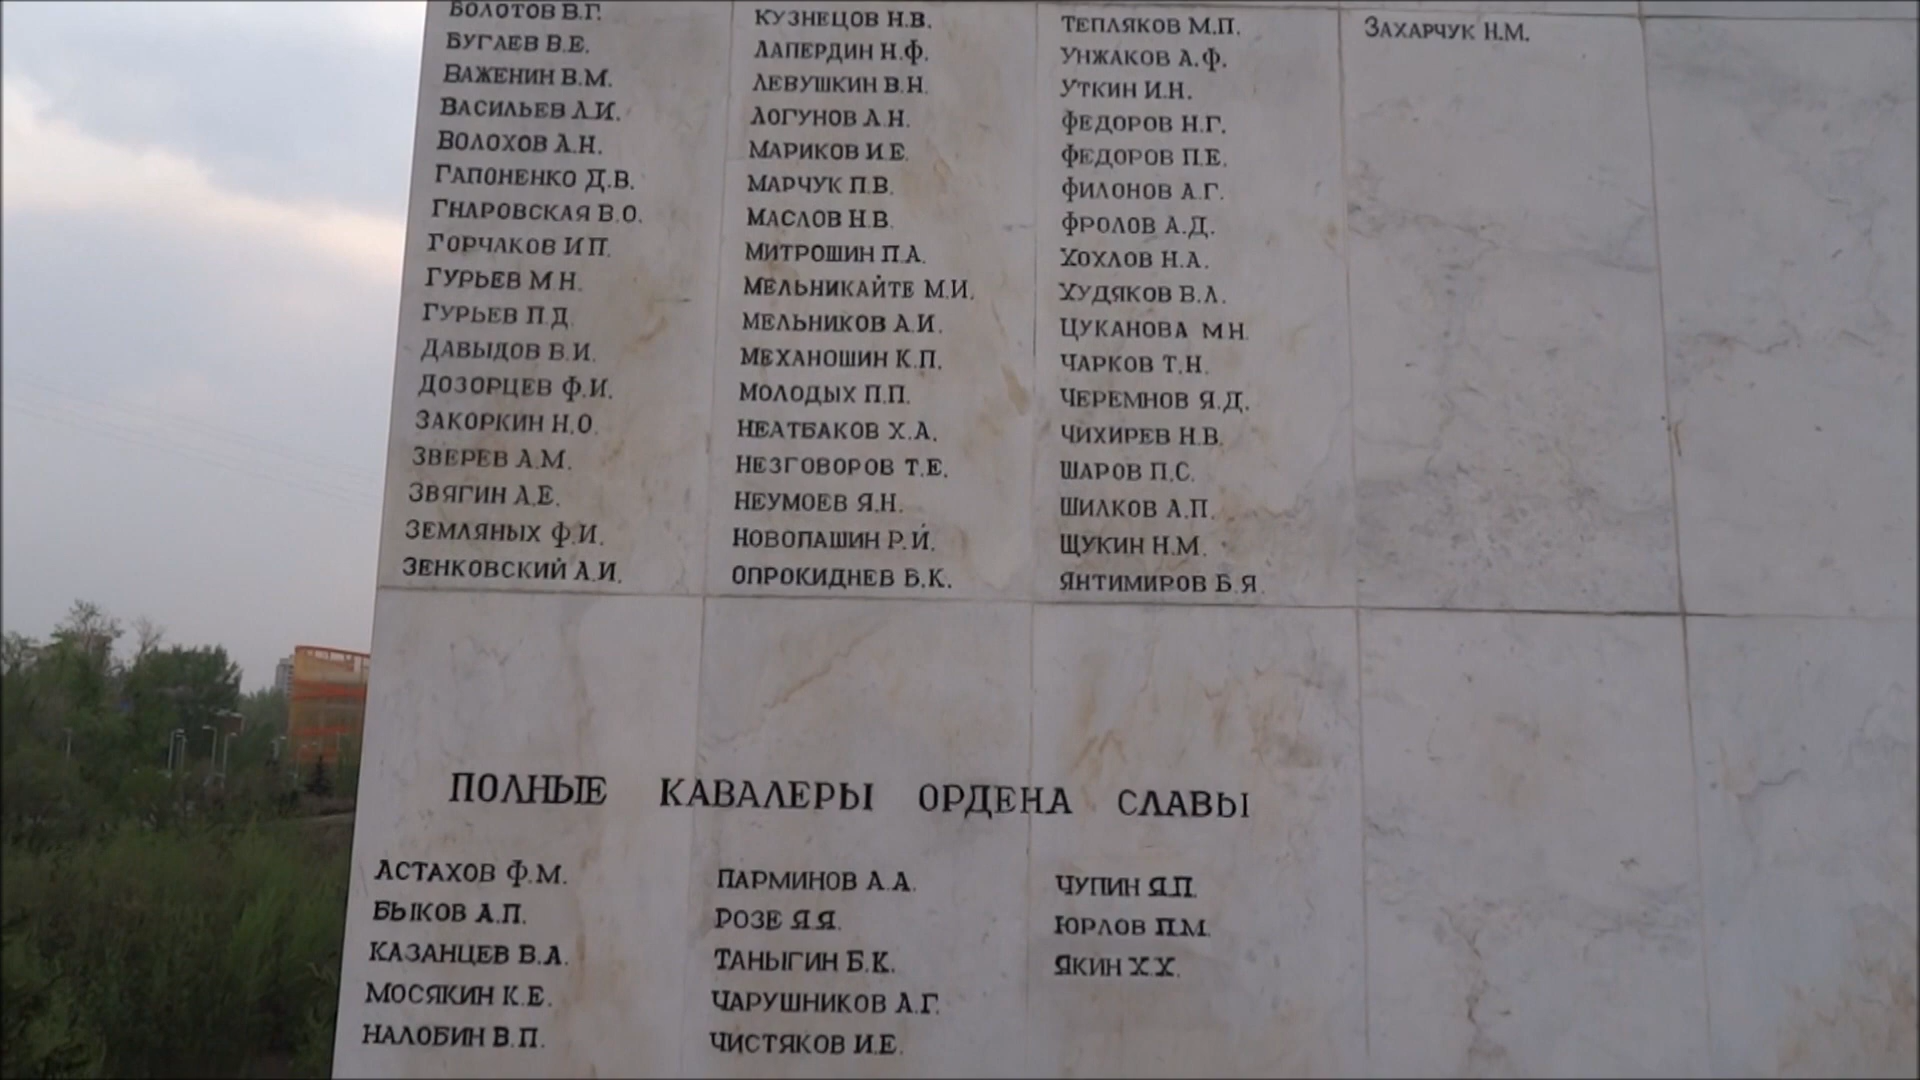 БОЛОТОВ В.Г.
БУГАЕВ В.Е.
ВАЖЕНИН В.М.
ВАСИЛЬЕВ А.И.
ВОЛОХОВ А.Н.
ГАПОНЕНКО Д.В.
ГНАРОВСКАЯ В.О.
ГОРЧАКОВ И П.
ГУРЬЕВ М Н.
ГУРЬЕВ П.Д.
ДАВЫДОВ В.И.
ДОЗОРЦЕВ Ф.И.
ЗАКОРКИН Н.О.
ЗВЕРЕВ А.М.
ЗВЯГИН А.Е.
ЗЕМЛЯНЫХ Ф.И.
ЗЕНКОВСКИЙ А.И.
КУЗНЕЦОВ Н.В.
ЛАПЕРДИН Н.Ф.
ЛЕВУШКИН В.Н.
ЛОГУНОВ А.Н.
МАРИКОВ И.Е.
МАРЧУК П.В.
МАСЛОВ Н.В.
МИТРОШИН П.А.
МЕЛЬНИКАЙТЕ М.И.
МЕЛЬНИКОВ А.И.
МЕХАНОШИН К.П.
МОЛОДЫХ П.П.
НЕАТБАКОВ Х.А.
НЕЗГОВОРОВ Т.Е.
НЕУМОЕВ Я.Н.
НОВОПАШИН Р.И.
ОПРОКИДНЕВ Б.К.
ТЕПЛЯКОВ М.П.
УНЖАКОВ А.Ф.
УТКИН И.Н.
ФЕДОРОВ Н.Г.
ФЕДОРОВ П.Е.
ФИЛОНОВ А.Г.
ФРОЛОВ А.Д.
ХОХЛОВ Н.А.
ХУДЯКОВ В.А.
ЦУКАНОВА М Н.
ЧАРКОВ Т.Н.
ЧЕРЕМНОВ Я.Д.
ЧИХИРЕВ Н.В.
ШАРОВ П.С.
ШИЛКОВ А.П.
ЩУКИН Н.М.
ЯНТИМИРОВ Б.Я.
ЗАХАРЧУК Н.М.
ПОЛНЫЕ КАВАЛЕРЫ ОРДЕНА СЛАВЫ
АСТАХОВ Ф.М.
БЫКОВ А.П.
КАЗАНЦЕВ В.А.
МОСЯКИН К.Е.
НАЛОБИН В.П.
ПАРМИНОВ А.А.
РОЗЕ Я.Я.
ТАНЫГИН Б.К.
ЧАРУШНИКОВ А.Г.
ЧИСТЯКОВ И.Е.
ЧУПИН Я.П.
ЮРЛОВ П.М.
ЯКИН Х.Х.